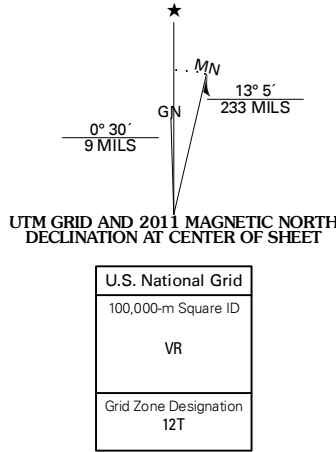 ★
MN
GN
13° 5´
233 MILS
0° 30´
9 MILS
UTM GRID AND 2011 MAGNETIC NORTH
DECLINATION AT CENTER OF SHEET
U.S. National Grid
100,000-m Square ID
VR
Grid Zone Designation
12T